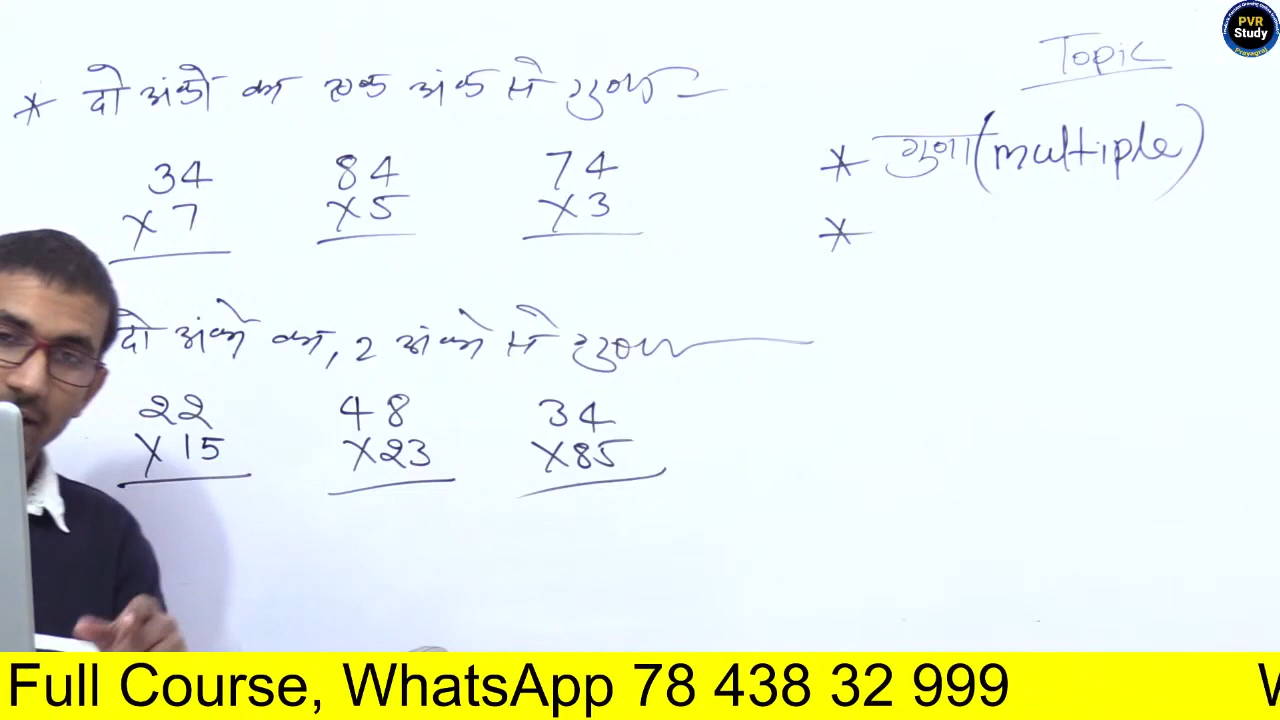 Topic
* दो अंको का एक अंक से गुणा
34 84 74
X 7 X 5 X 3
* गुणा (multiple)
*
दो अंको का, 2 अंको से गुणा
22 48 34
X 15 X 23 X 85
PVR
Study
Prayagraj
Full Course, WhatsApp 78 438 32 999